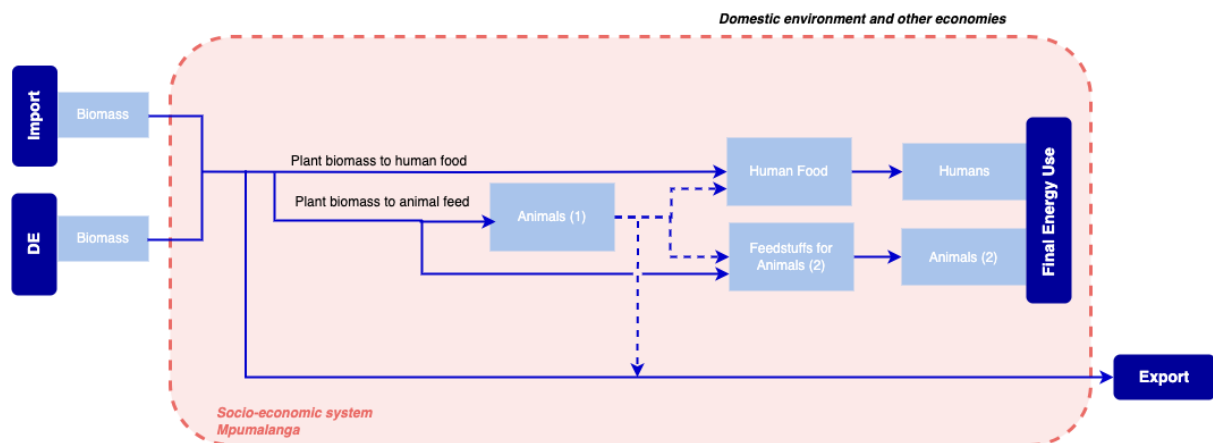 Domestic environment and other economies
Import
Biomass
DE
Biomass
Plant biomass to human food
Plant biomass to animal feed
Animals (1)
Human Food
Humans
Feedstuffs for
Animals (2)
Animals (2)
Final Energy Use
Export
Socio-economic system
Mpumalanga